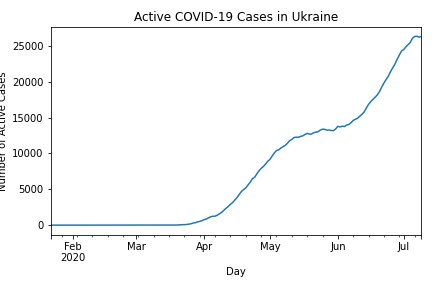 Active COVID-19 Cases in Ukraine
Number of Active Cases
25000
20000
15000
10000
5000
0
Feb Mar Apr May Jun Jul
2020
Day